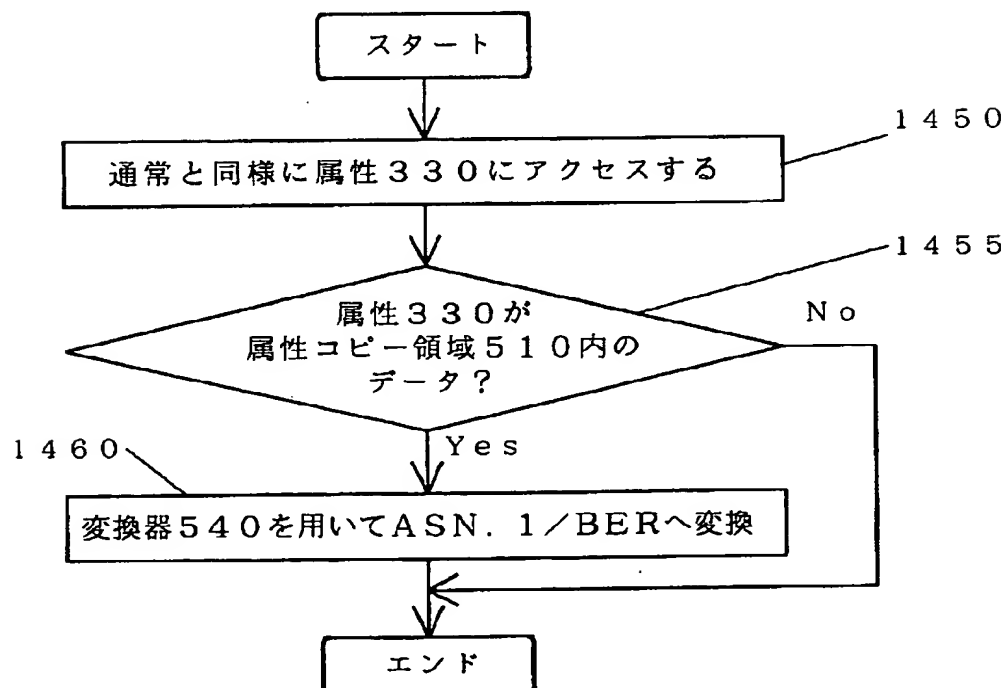 スタート
1450
通常と同様に属性330にアクセスする
1455
属性330が
属性コピー領域510内の
データ?
No
Yes
1460
変換器540を用いてASN.1/BERへ変換
エンド